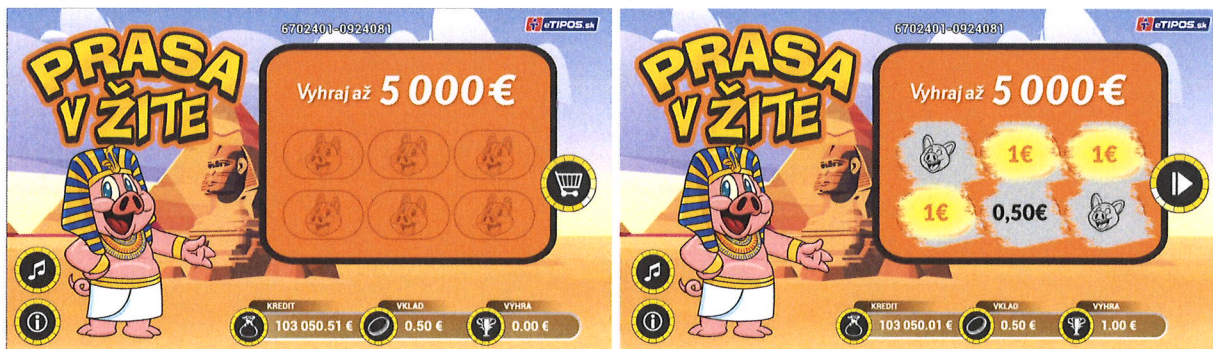 6702401-0924081
eTIPOS.sk
PRASA
V ŽITE
Vyhraj až 5 000 €
KREDIT
VKLAD
VÝHRA
103 050.51 €
0.50 €
0.00 €
6702401-0924081
eTIPOS.sk
PRASA
V ŽITE
Vyhraj až 5 000 €
1€
1€
1€
0,50€
KREDIT
VKLAD
VÝHRA
103 050.01 €
0.50 €
1.00 €